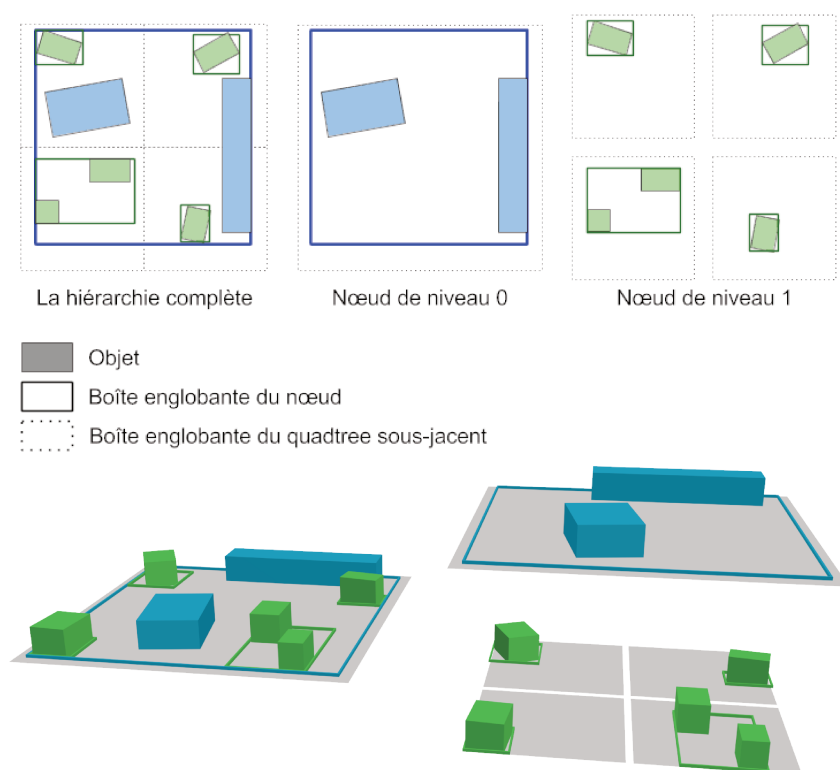 La hiérarchie complète
Nœud de niveau 0
Nœud de niveau 1
Objet
Boîte englobante du nœud
Boîte englobante du quadtree sous-jacent